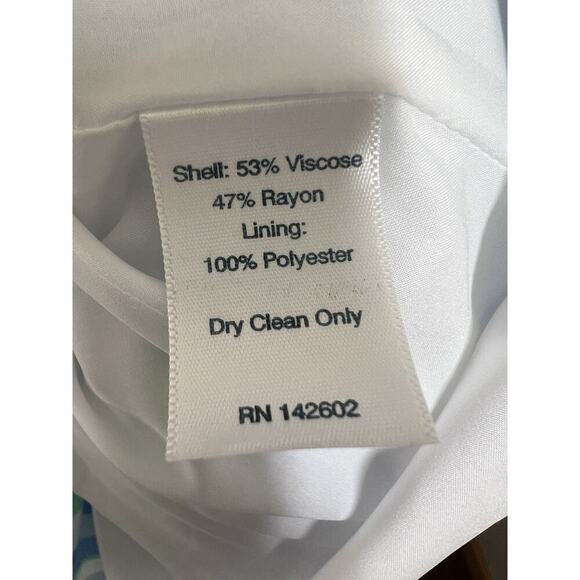 Shell: 53% Viscose
47% Rayon
Lining:
100% Polyester
Dry Clean Only
RN 142602